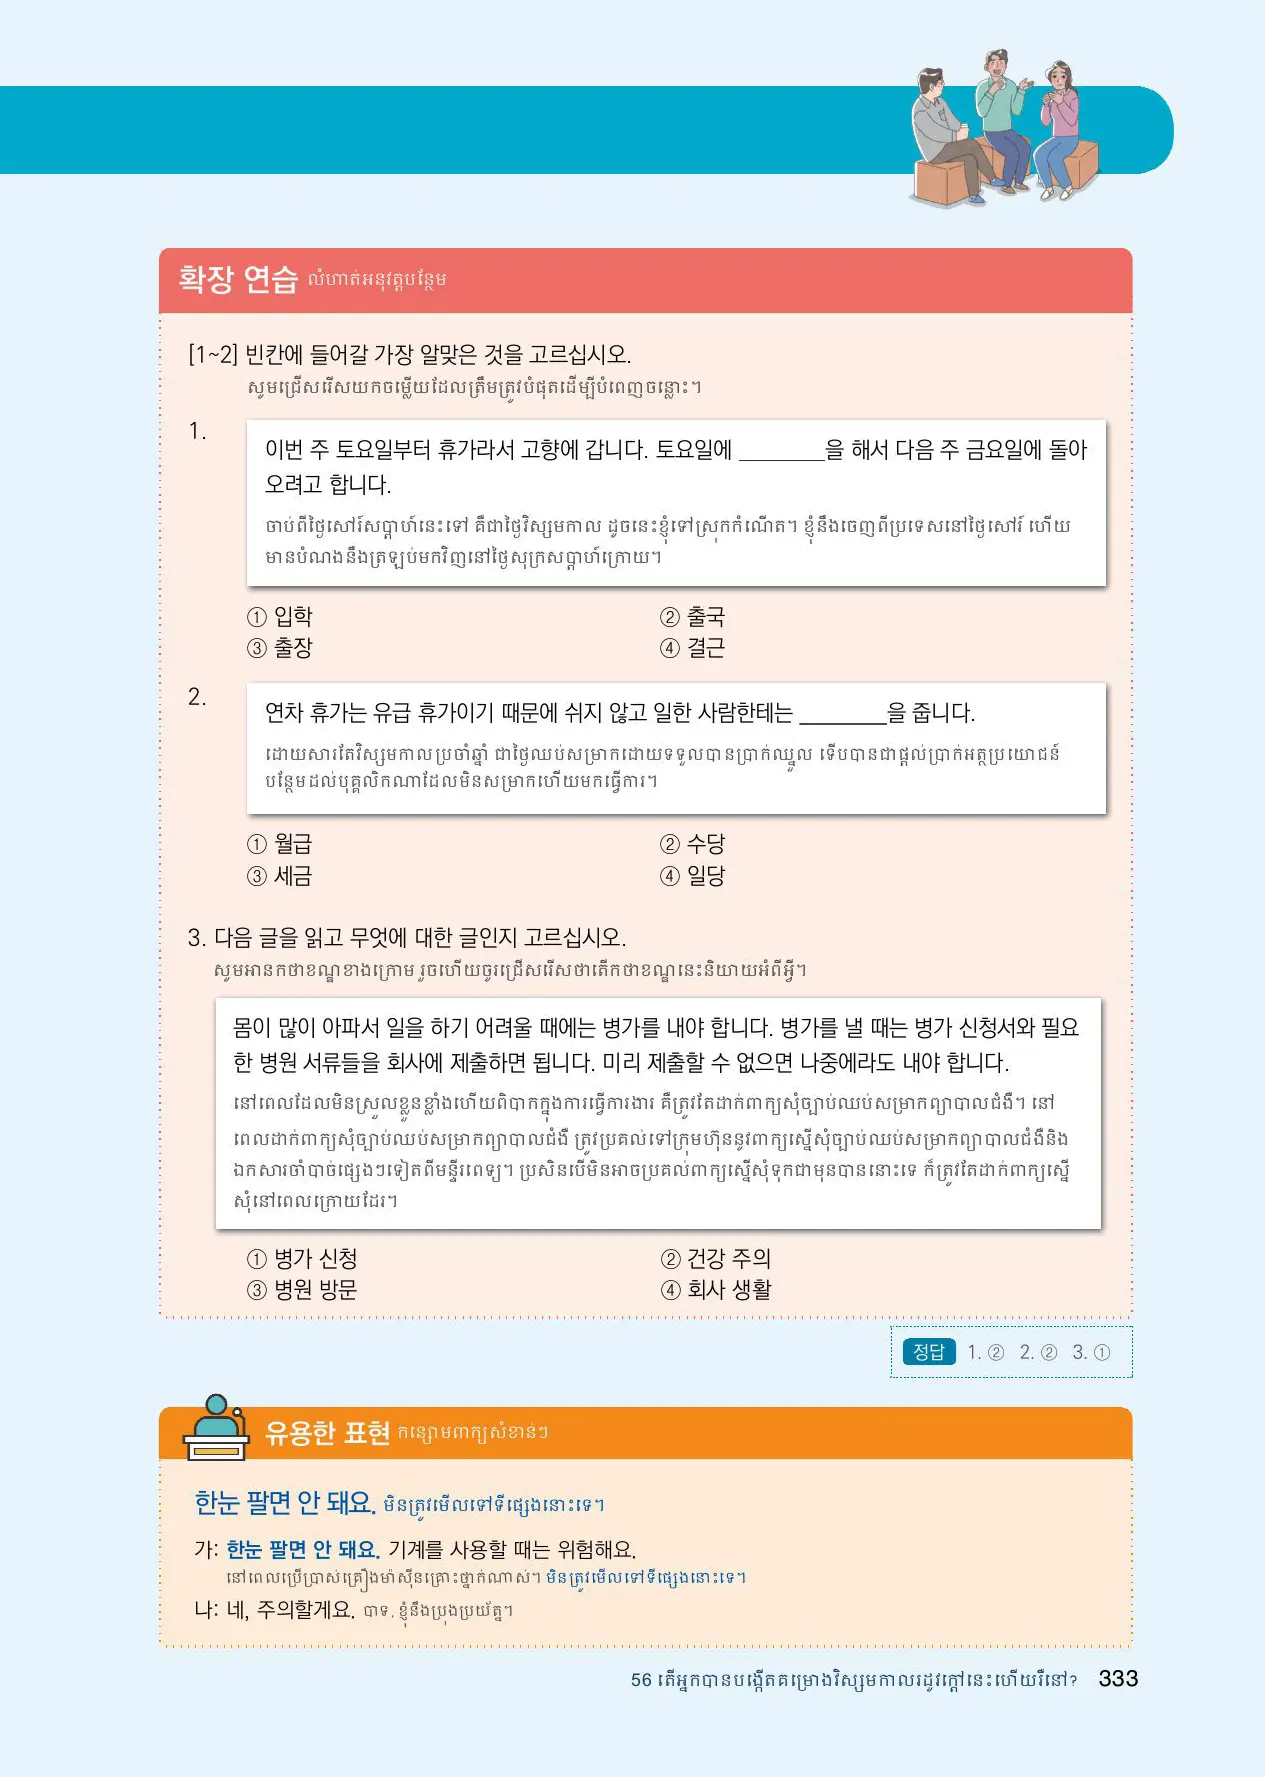 확장 연습 លំហាត់អនុវត្តបន្ថែម
[1~2] 빈칸에 들어갈 가장 알맞은 것을 고르십시오.
សូមជ្រើសរើសយកចម្លើយដែលត្រឹមត្រូវបំផុតដើម្បីបំពេញចន្លោះ។
1.
이번 주 토요일부터 휴가라서 고향에 갑니다. 토요일에 ________을 해서 다음 주 금요일에 돌아
오려고 합니다.
ចាប់ពីថ្ងៃសៅរ៍សប្ដាហ៍នេះទៅ គឺជាថ្ងៃវិស្សមកាល ដូចនេះខ្ញុំទៅស្រុកកំណើត។ ខ្ញុំនឹងចេញពីប្រទេសនៅថ្ងៃសៅរ៍ ហើយ
មានបំណងនឹងត្រឡប់មកវិញនៅថ្ងៃសុក្រសប្ដាហ៍ក្រោយ។
① 입학 ② 출국
③ 출장 ④ 결근
2.
연차 휴가는 유급 휴가이기 때문에 쉬지 않고 일한 사람한테는 ________을 줍니다.
ដោយសារតែវិស្សមកាលប្រចាំឆ្នាំ ជាថ្ងៃឈប់សម្រាកដោយទទួលបានប្រាក់ឈ្នួល ទើបបានជាផ្ដល់ប្រាក់អត្ថប្រយោជន៍
បន្ថែមដល់បុគ្គលិកណាដែលមិនសម្រាកហើយមកធ្វើការ។
① 월급 ② 수당
③ 세금 ④ 일당
3. 다음 글을 읽고 무엇에 대한 글인지 고르십시오.
សូមអានកថាខណ្ឌខាងក្រោម រួចហើយចូរជ្រើសរើសថាតើកថាខណ្ឌនេះនិយាយអំពីអ្វី។
몸이 많이 아파서 일을 하기 어려울 때에는 병가를 내야 합니다. 병가를 낼 때는 병가 신청서와 필요
한 병원 서류들을 회사에 제출하면 됩니다. 미리 제출할 수 없으면 나중에라도 내야 합니다.
នៅពេលដែលមិនស្រួលខ្លួនខ្លាំងហើយពិបាកក្នុងការធ្វើការងារ គឺត្រូវតែដាក់ពាក្យសុំច្បាប់ឈប់សម្រាកព្យាបាលជំងឺ។ នៅ
ពេលដាក់ពាក្យសុំច្បាប់ឈប់សម្រាកព្យាបាលជំងឺ ត្រូវប្រគល់ទៅក្រុមហ៊ុននូវពាក្យស្នើសុំច្បាប់ឈប់សម្រាកព្យាបាលជំងឺនិង
ឯកសារចាំបាច់ផ្សេងៗទៀតពីមន្ទីរពេទ្យ។ ប្រសិនបើមិនអាចប្រគល់ពាក្យស្នើសុំទុកជាមុនបាននោះទេ ក៏ត្រូវតែដាក់ពាក្យស្នើ
សុំនៅពេលក្រោយដែរ។
① 병가 신청 ② 건강 주의
③ 병원 방문 ④ 회사 생활
정답 1. ② 2. ② 3. ①
유용한 표현 កន្សោមពាក្យសំខាន់ៗ
한눈 팔면 안 돼요. មិនត្រូវមើលទៅទីផ្សេងនោះទេ។
가: 한눈 팔면 안 돼요. 기계를 사용할 때는 위험해요.
នៅពេលប្រើប្រាស់គ្រឿងម៉ាស៊ីនគ្រោះថ្នាក់ណាស់។ មិនត្រូវមើលទៅទីផ្សេងនោះទេ។
나: 네, 주의할게요. បាទ, ខ្ញុំនឹងប្រុងប្រយ័ត្ន។
56 តើអ្នកបានបង្កើតគម្រោងវិស្សមកាលរដូវក្ដៅនេះហើយរឺនៅ? 333